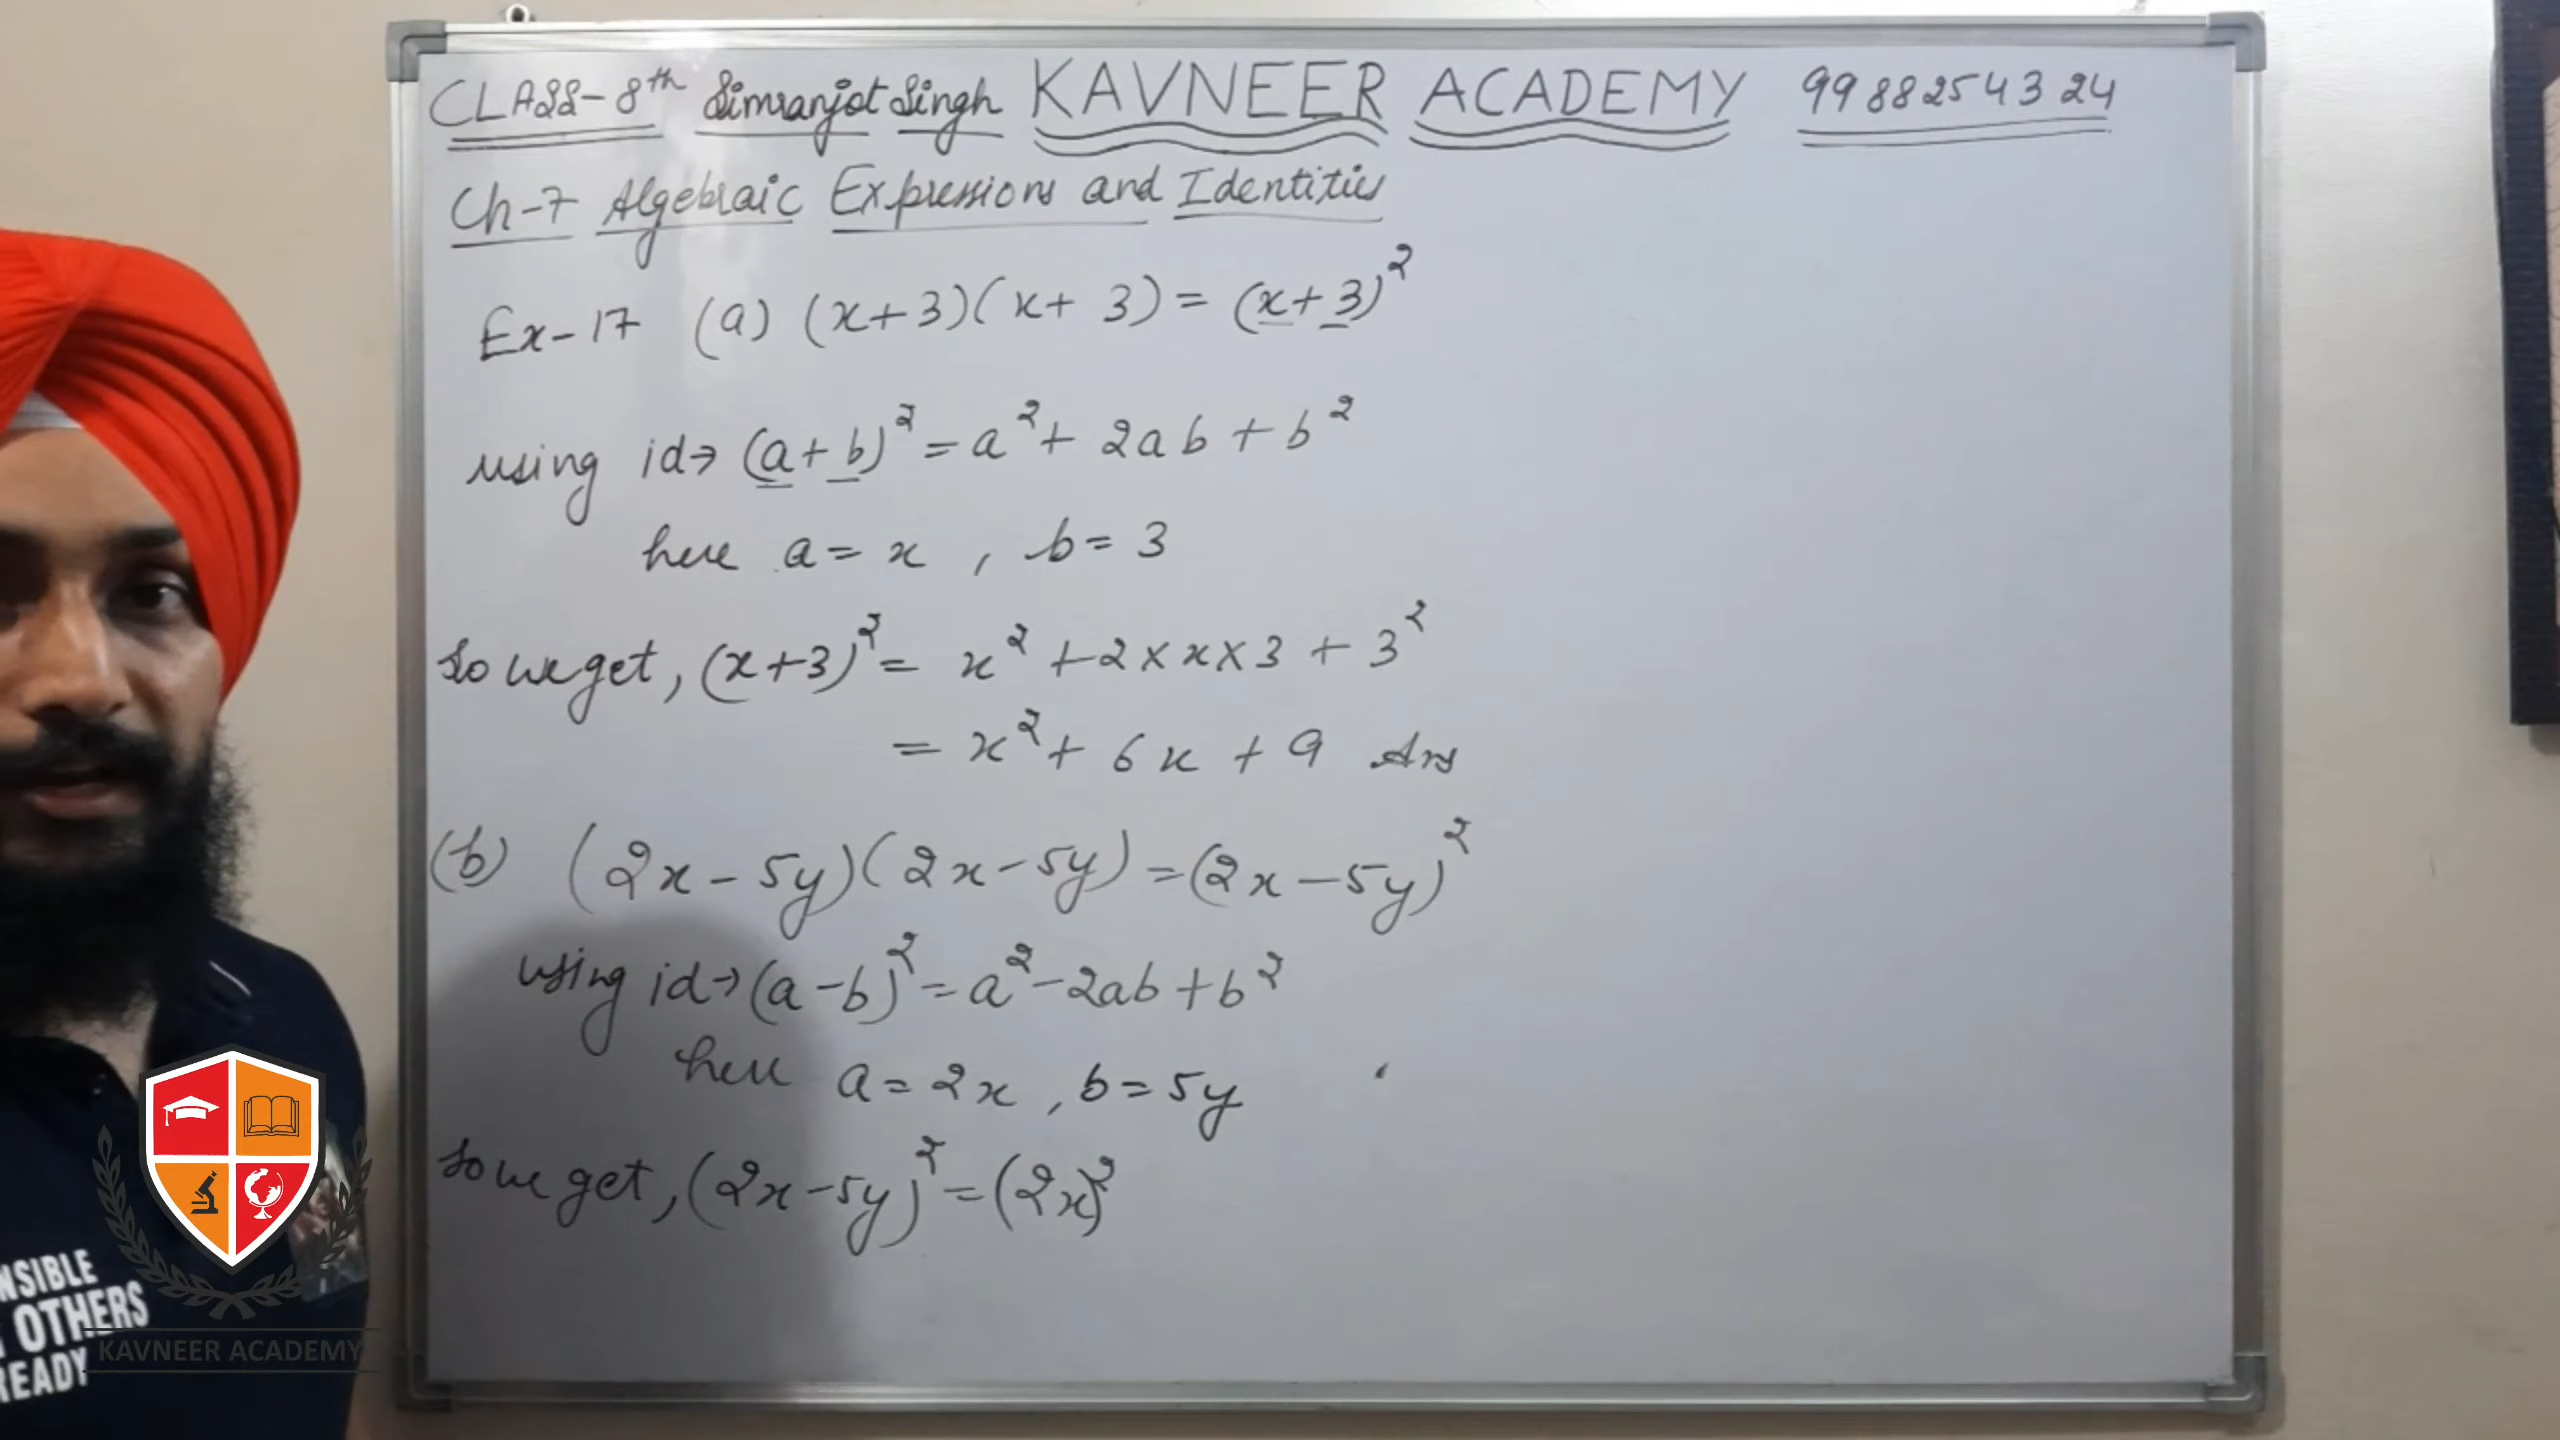 CLASS-8th Simranjot Singh KAVNEER ACADEMY 9988254324
Ch-7 Algebraic Expressions and Identities
Ex-17 (a) (x+3)(x+3) = (x+3)²
using id→ (a+b)² = a² + 2ab + b²
here a = x , b = 3
So we get, (x+3)² = x² + 2×x×3 + 3²
= x² + 6x + 9 Ans
(b) (2x-5y)(2x-5y) = (2x-5y)²
using id→ (a-b)² = a² - 2ab + b²
here a = 2x , b = 5y
So we get, (2x-5y)² = (2x)²
OTHERS
READY
KAVNEER ACADEMY